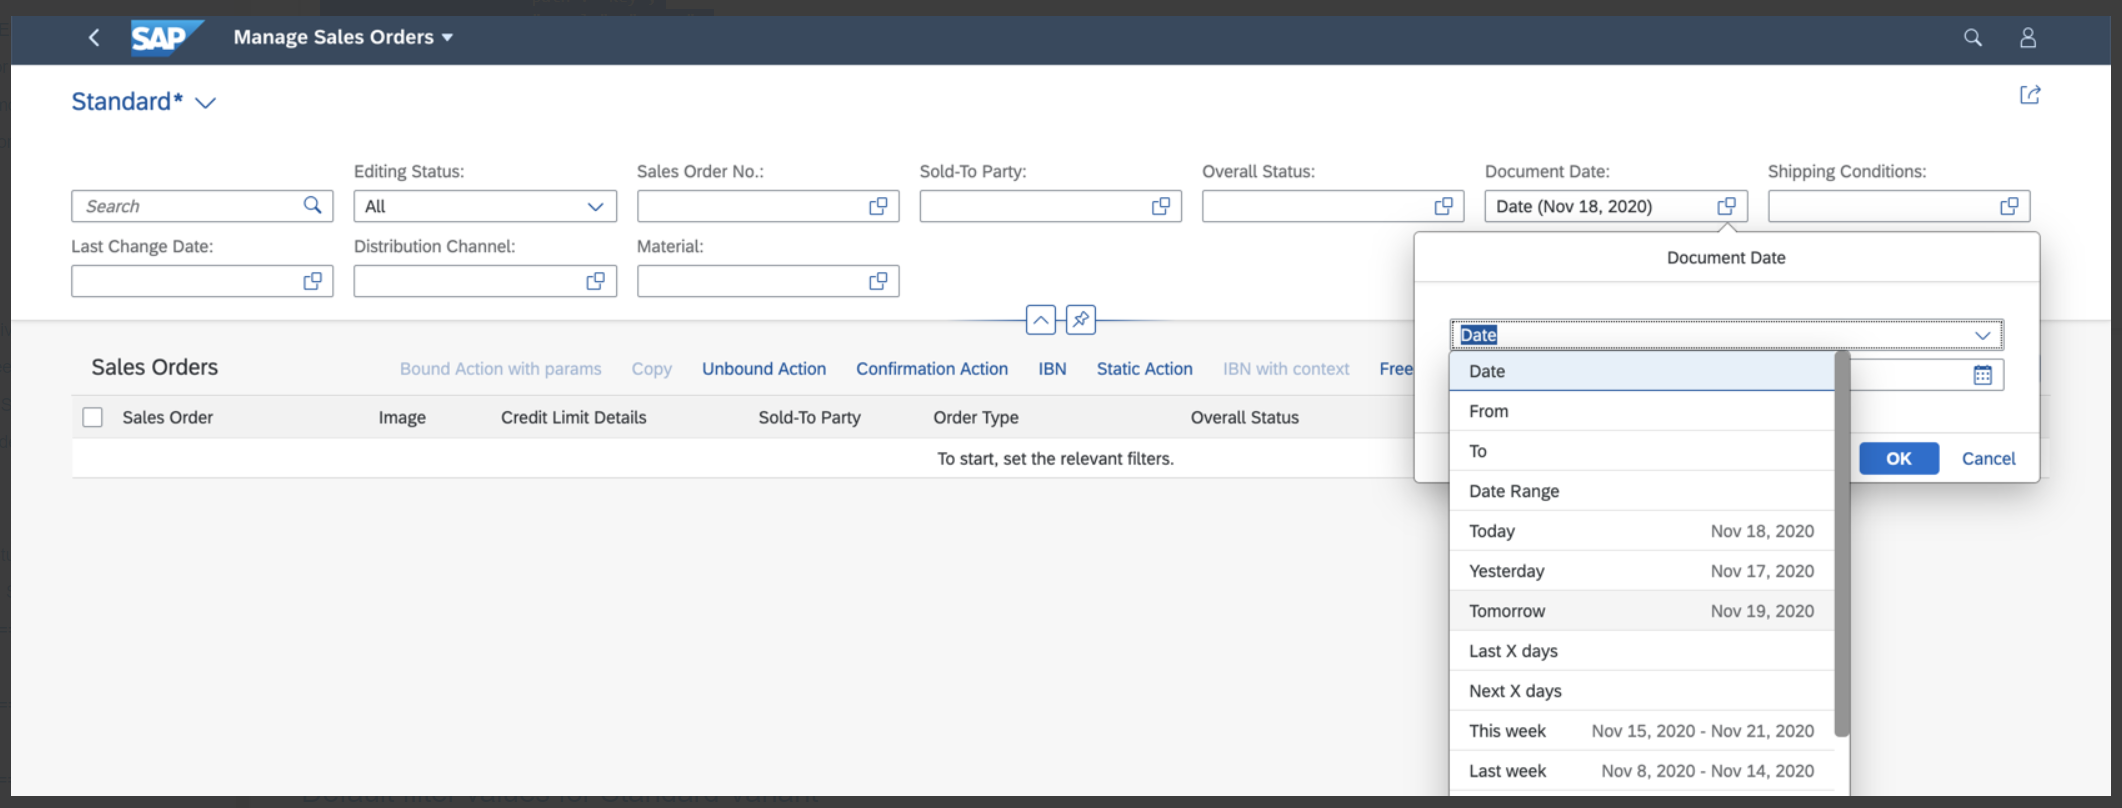 SAP Manage Sales Orders
Standard*
Editing Status: Sales Order No.: Sold-To Party: Overall Status: Document Date: Shipping Conditions:
Search All Date (Nov 18, 2020)
Last Change Date: Distribution Channel: Material:
Document Date
Date
Sales Orders Bound Action with params Copy Unbound Action Confirmation Action IBN Static Action IBN with context Free
Sales Order Image Credit Limit Details Sold-To Party Order Type Overall Status
To start, set the relevant filters.
Date
From
To
OK Cancel
Date Range
Today Nov 18, 2020
Yesterday Nov 17, 2020
Tomorrow Nov 19, 2020
Last X days
Next X days
This week Nov 15, 2020 - Nov 21, 2020
Last week Nov 8, 2020 - Nov 14, 2020